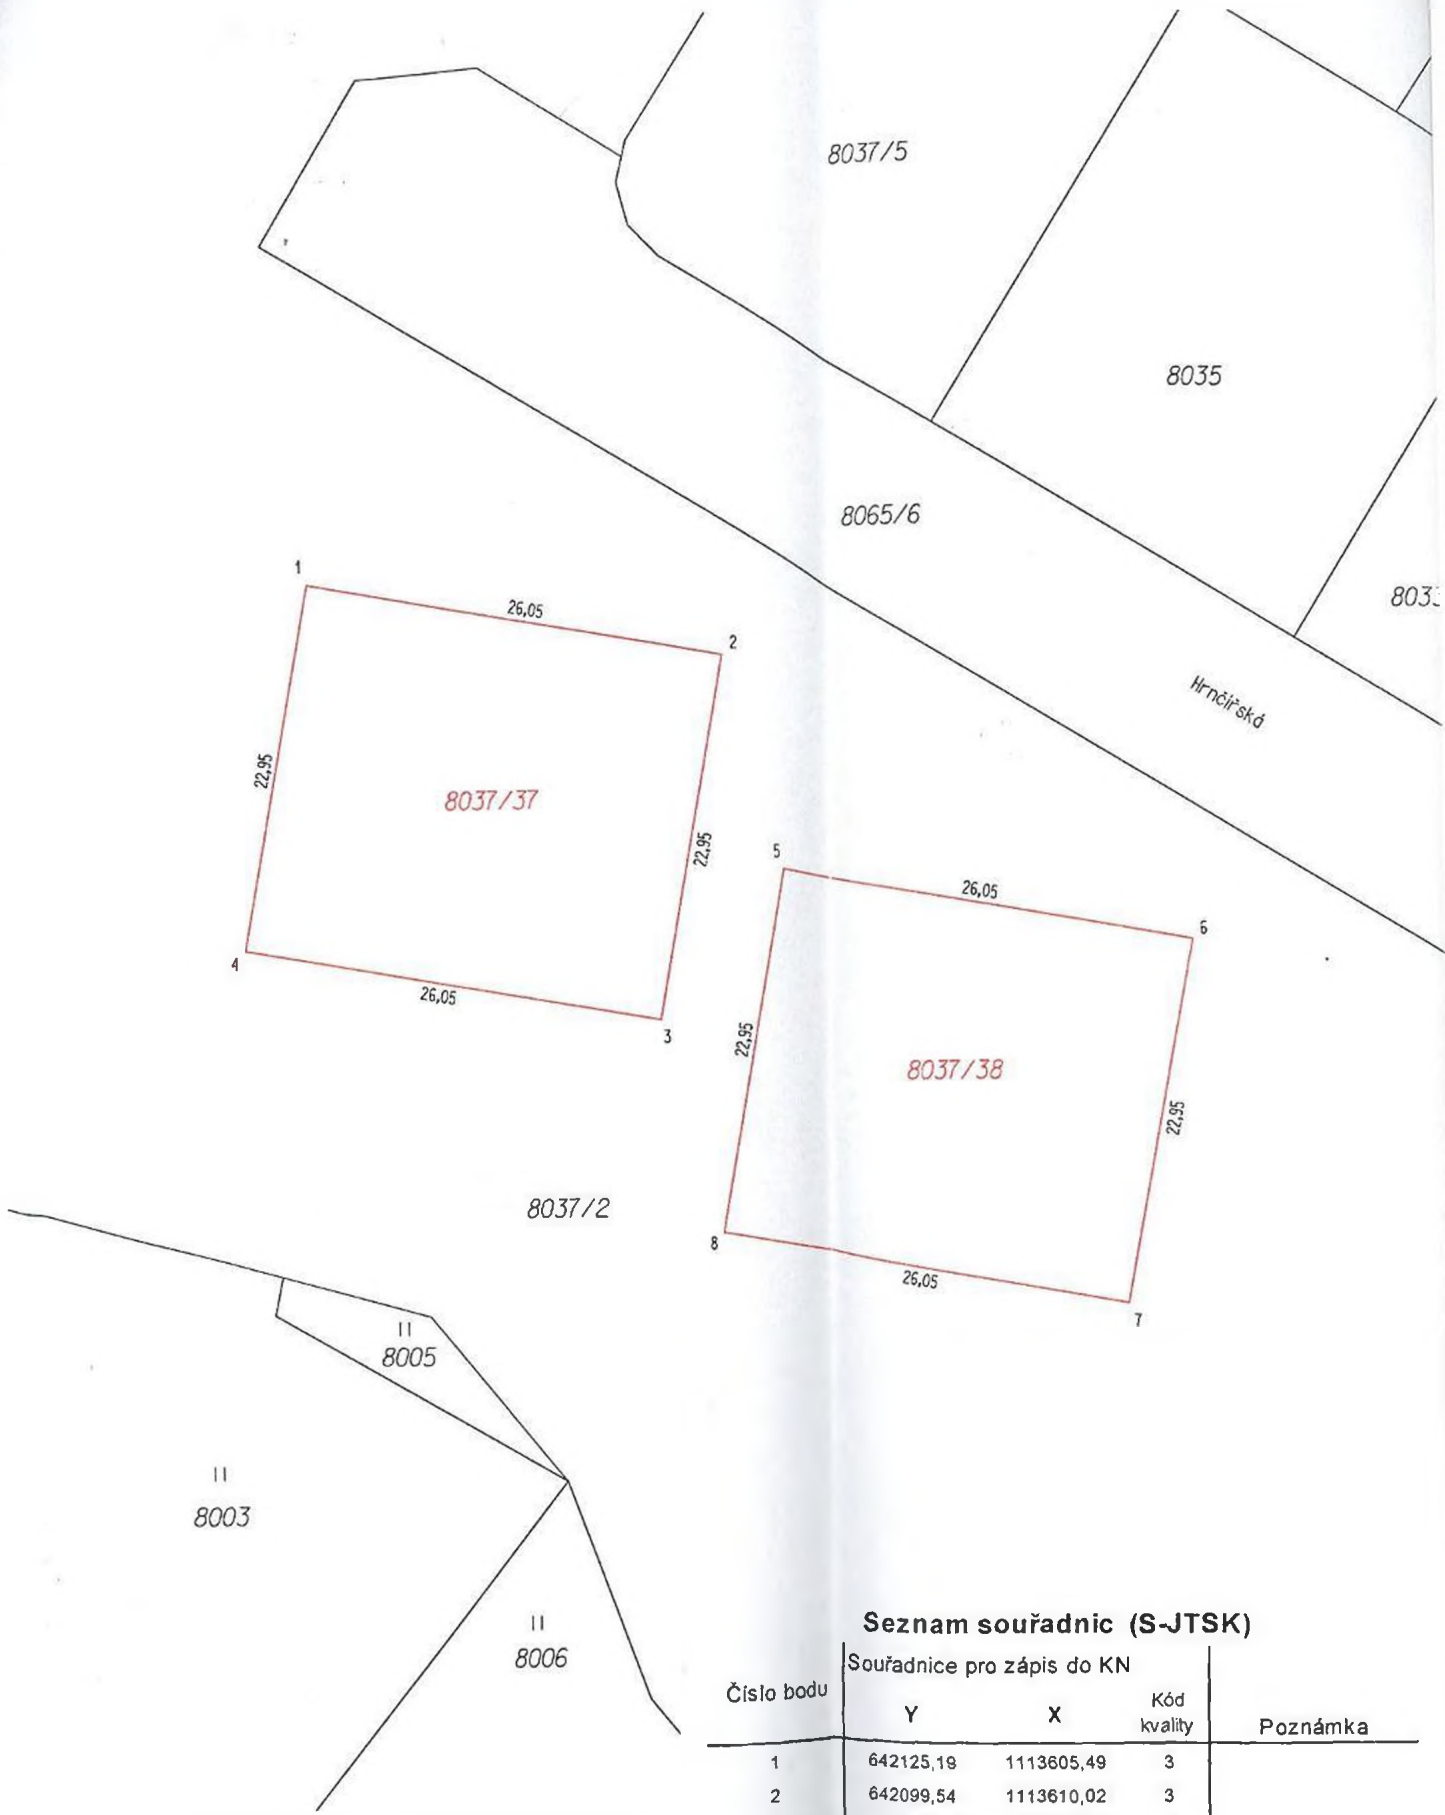 8037/5
8035
8065/6
Hrnčířská
1
26,05
2
22,95
8037/37
22,95
4
26,05
3
5
26,05
6
22,95
8037/38
22,95
8037/2
8
26,05
7
II
8005
II
8003
II
8006
Seznam souřadnic (S-JTSK)
Souřadnice pro zápis do KN
Číslo bodu Y X Kód kvality Poznámka
1 642125,19 1113605,49 3
2 642099,54 1113610,02 3